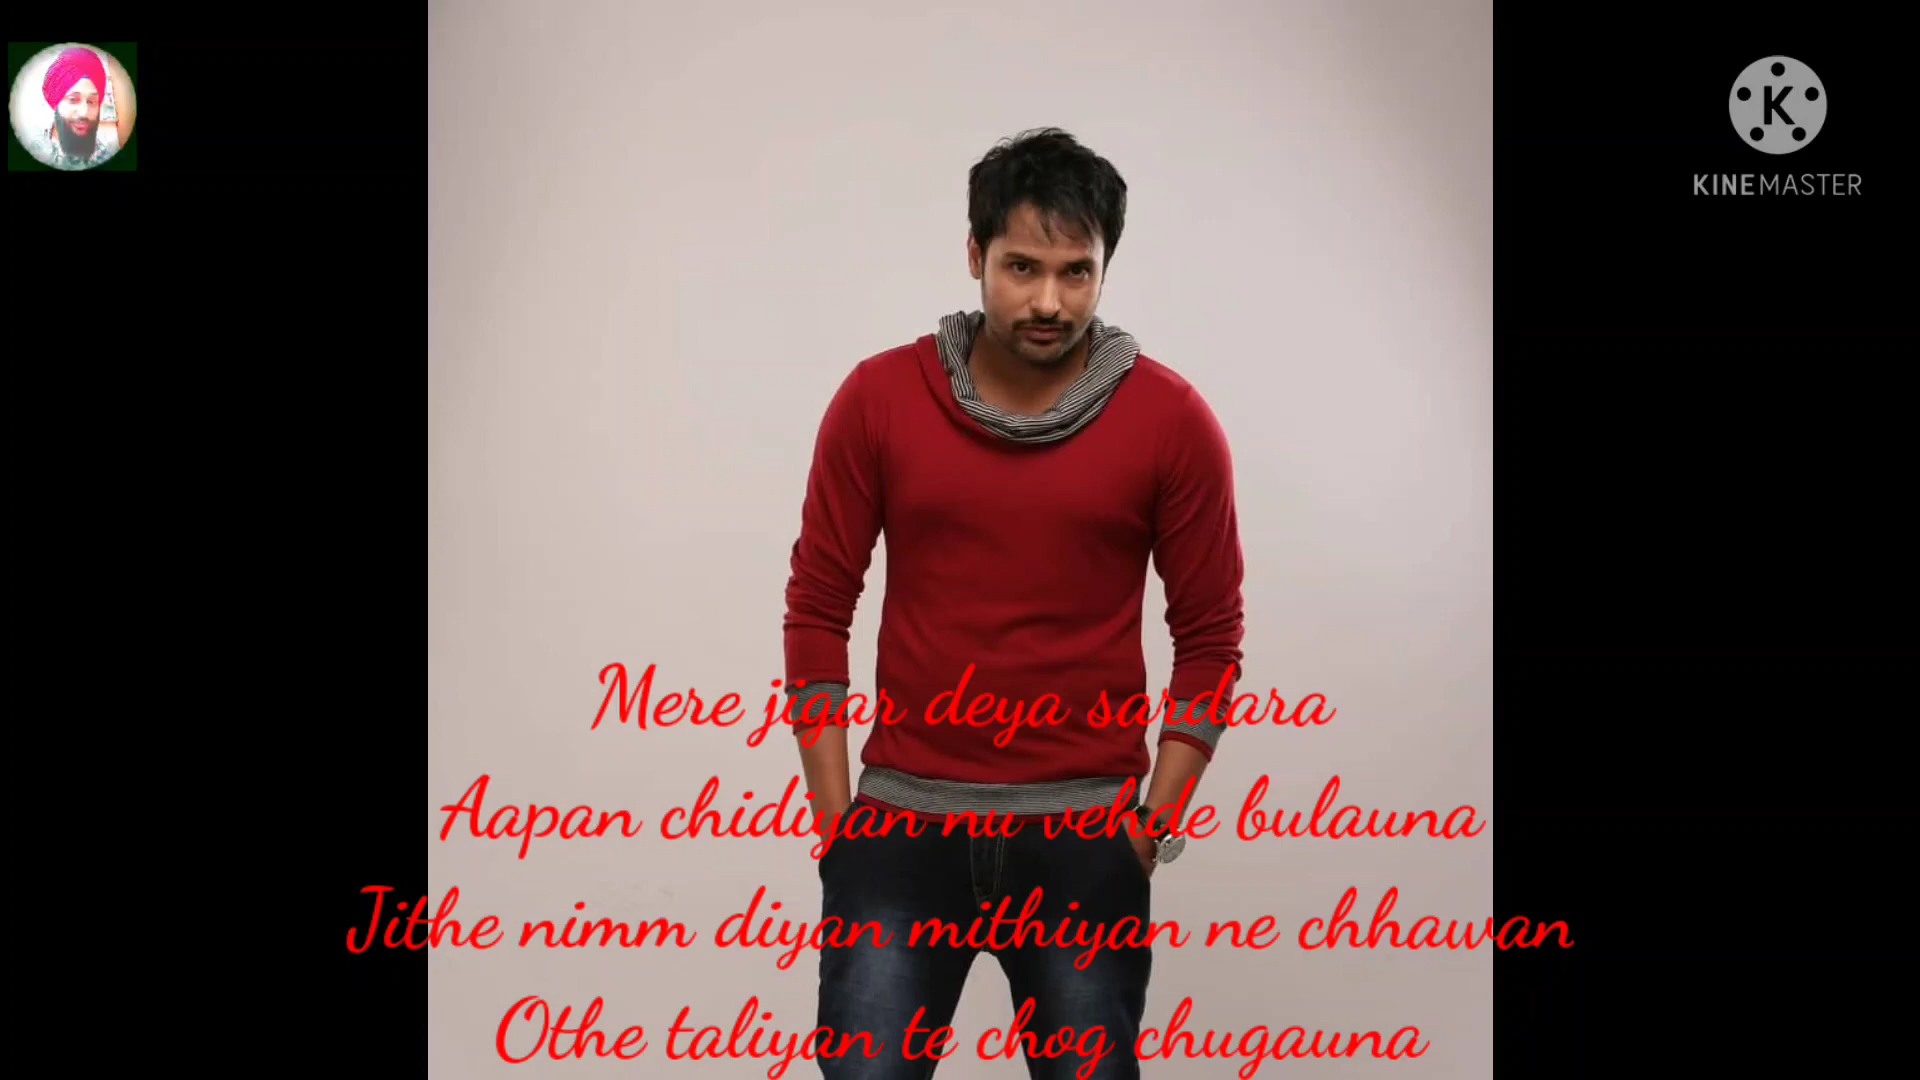 K
KINEMASTER
Mere jigar deya sardara
Aapan chidiyan nu vehde bulauna
Jithe nimm diyan mithiyan ne chhawan
Othe taliyan te chog chugauna